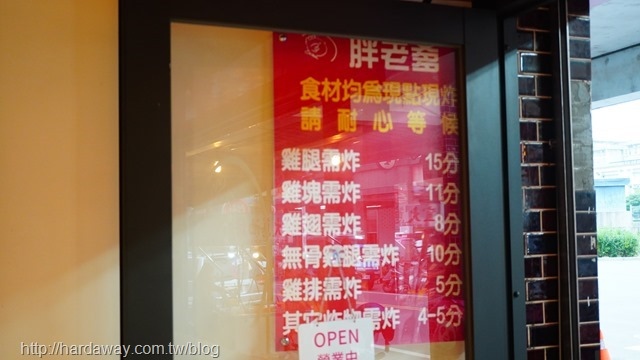 胖老爹
食材均為現點現炸
請耐心等候
雞腿需炸 15分
雞塊需炸 11分
雞翅需炸 8分
無骨雞腿需炸 10分
雞排需炸 5分
其它炸物需炸 4-5分
OPEN
營業中
http://hardaway.com.tw/blog